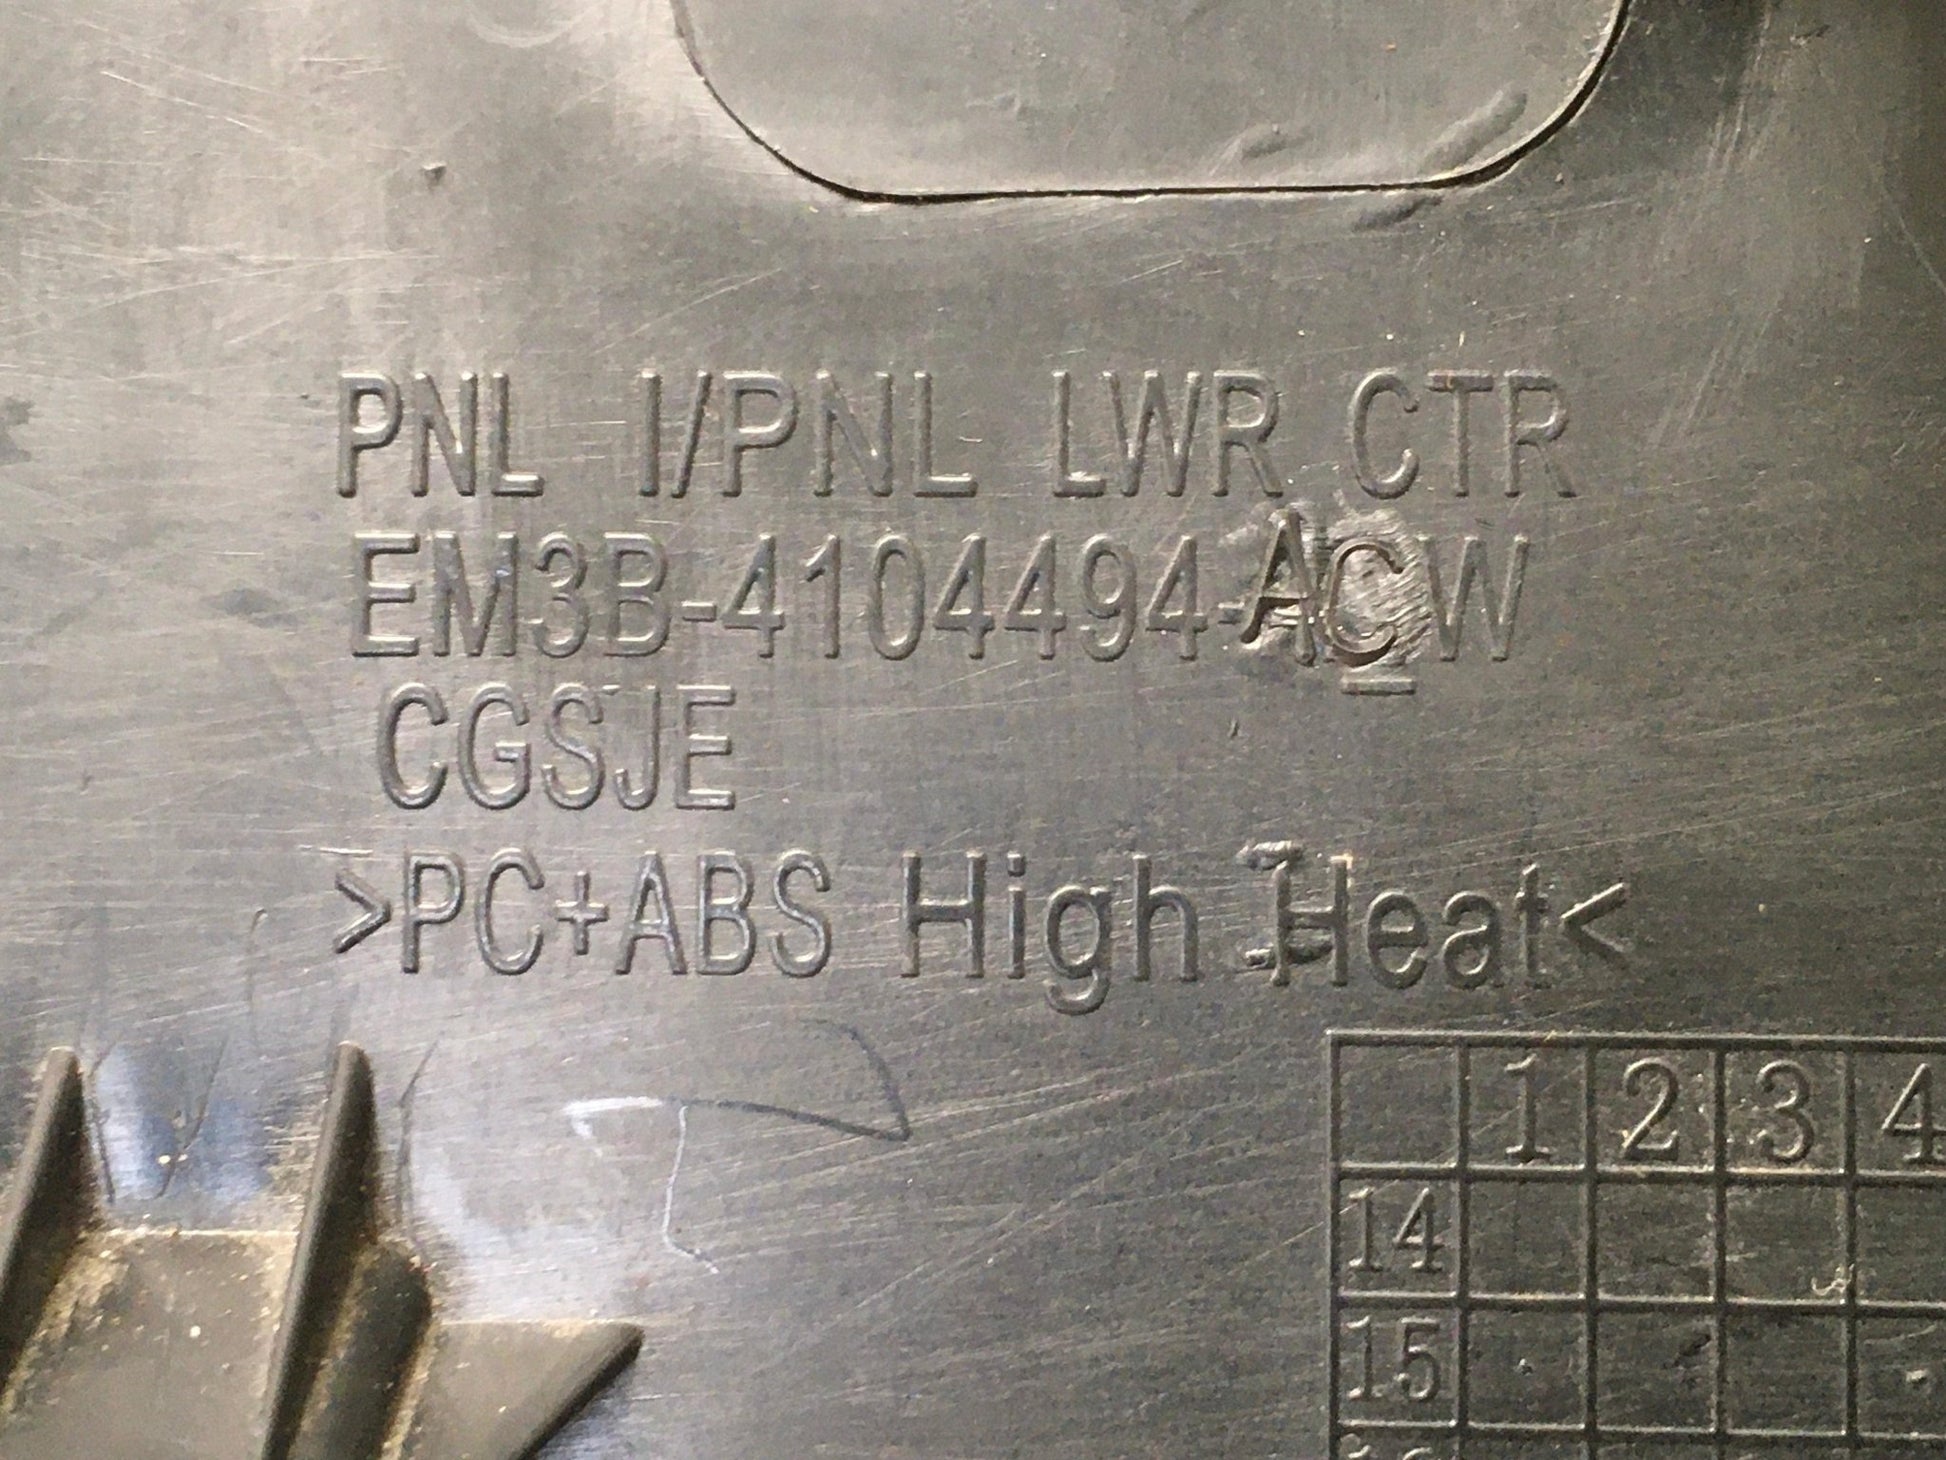 PNL I/PNL LWR CTR
EM3B-4104494-ACW
CGSJE
>PC+ABS High Heat<
1 2 3 4
14
15